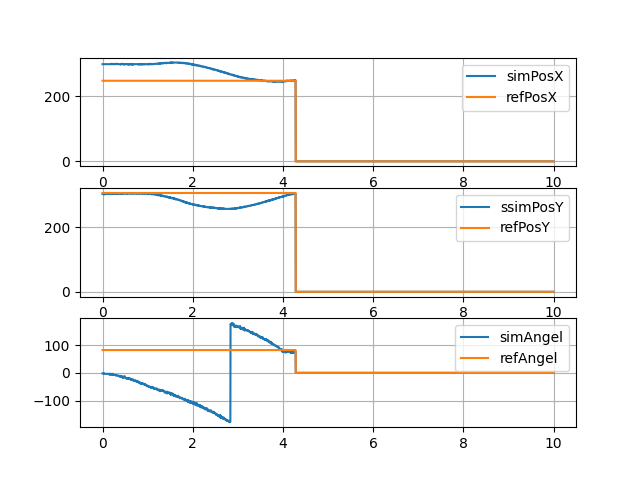 simPosX
refPosX
200
0
0 2 4 6 8 10
ssimPosY
refPosY
200
0
0 2 4 6 8 10
simAngel
refAngel
100
0
−100
0 2 4 6 8 10